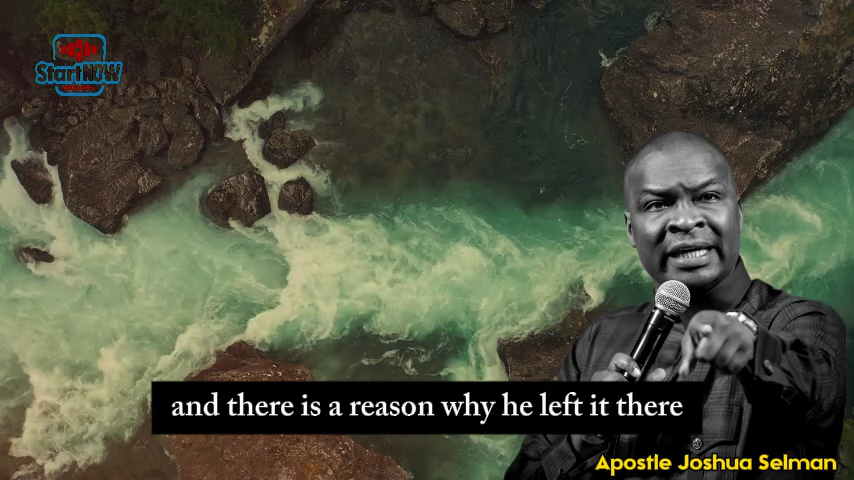 StartNOW
and there is a reason why he left it there
Apostle Joshua Selman